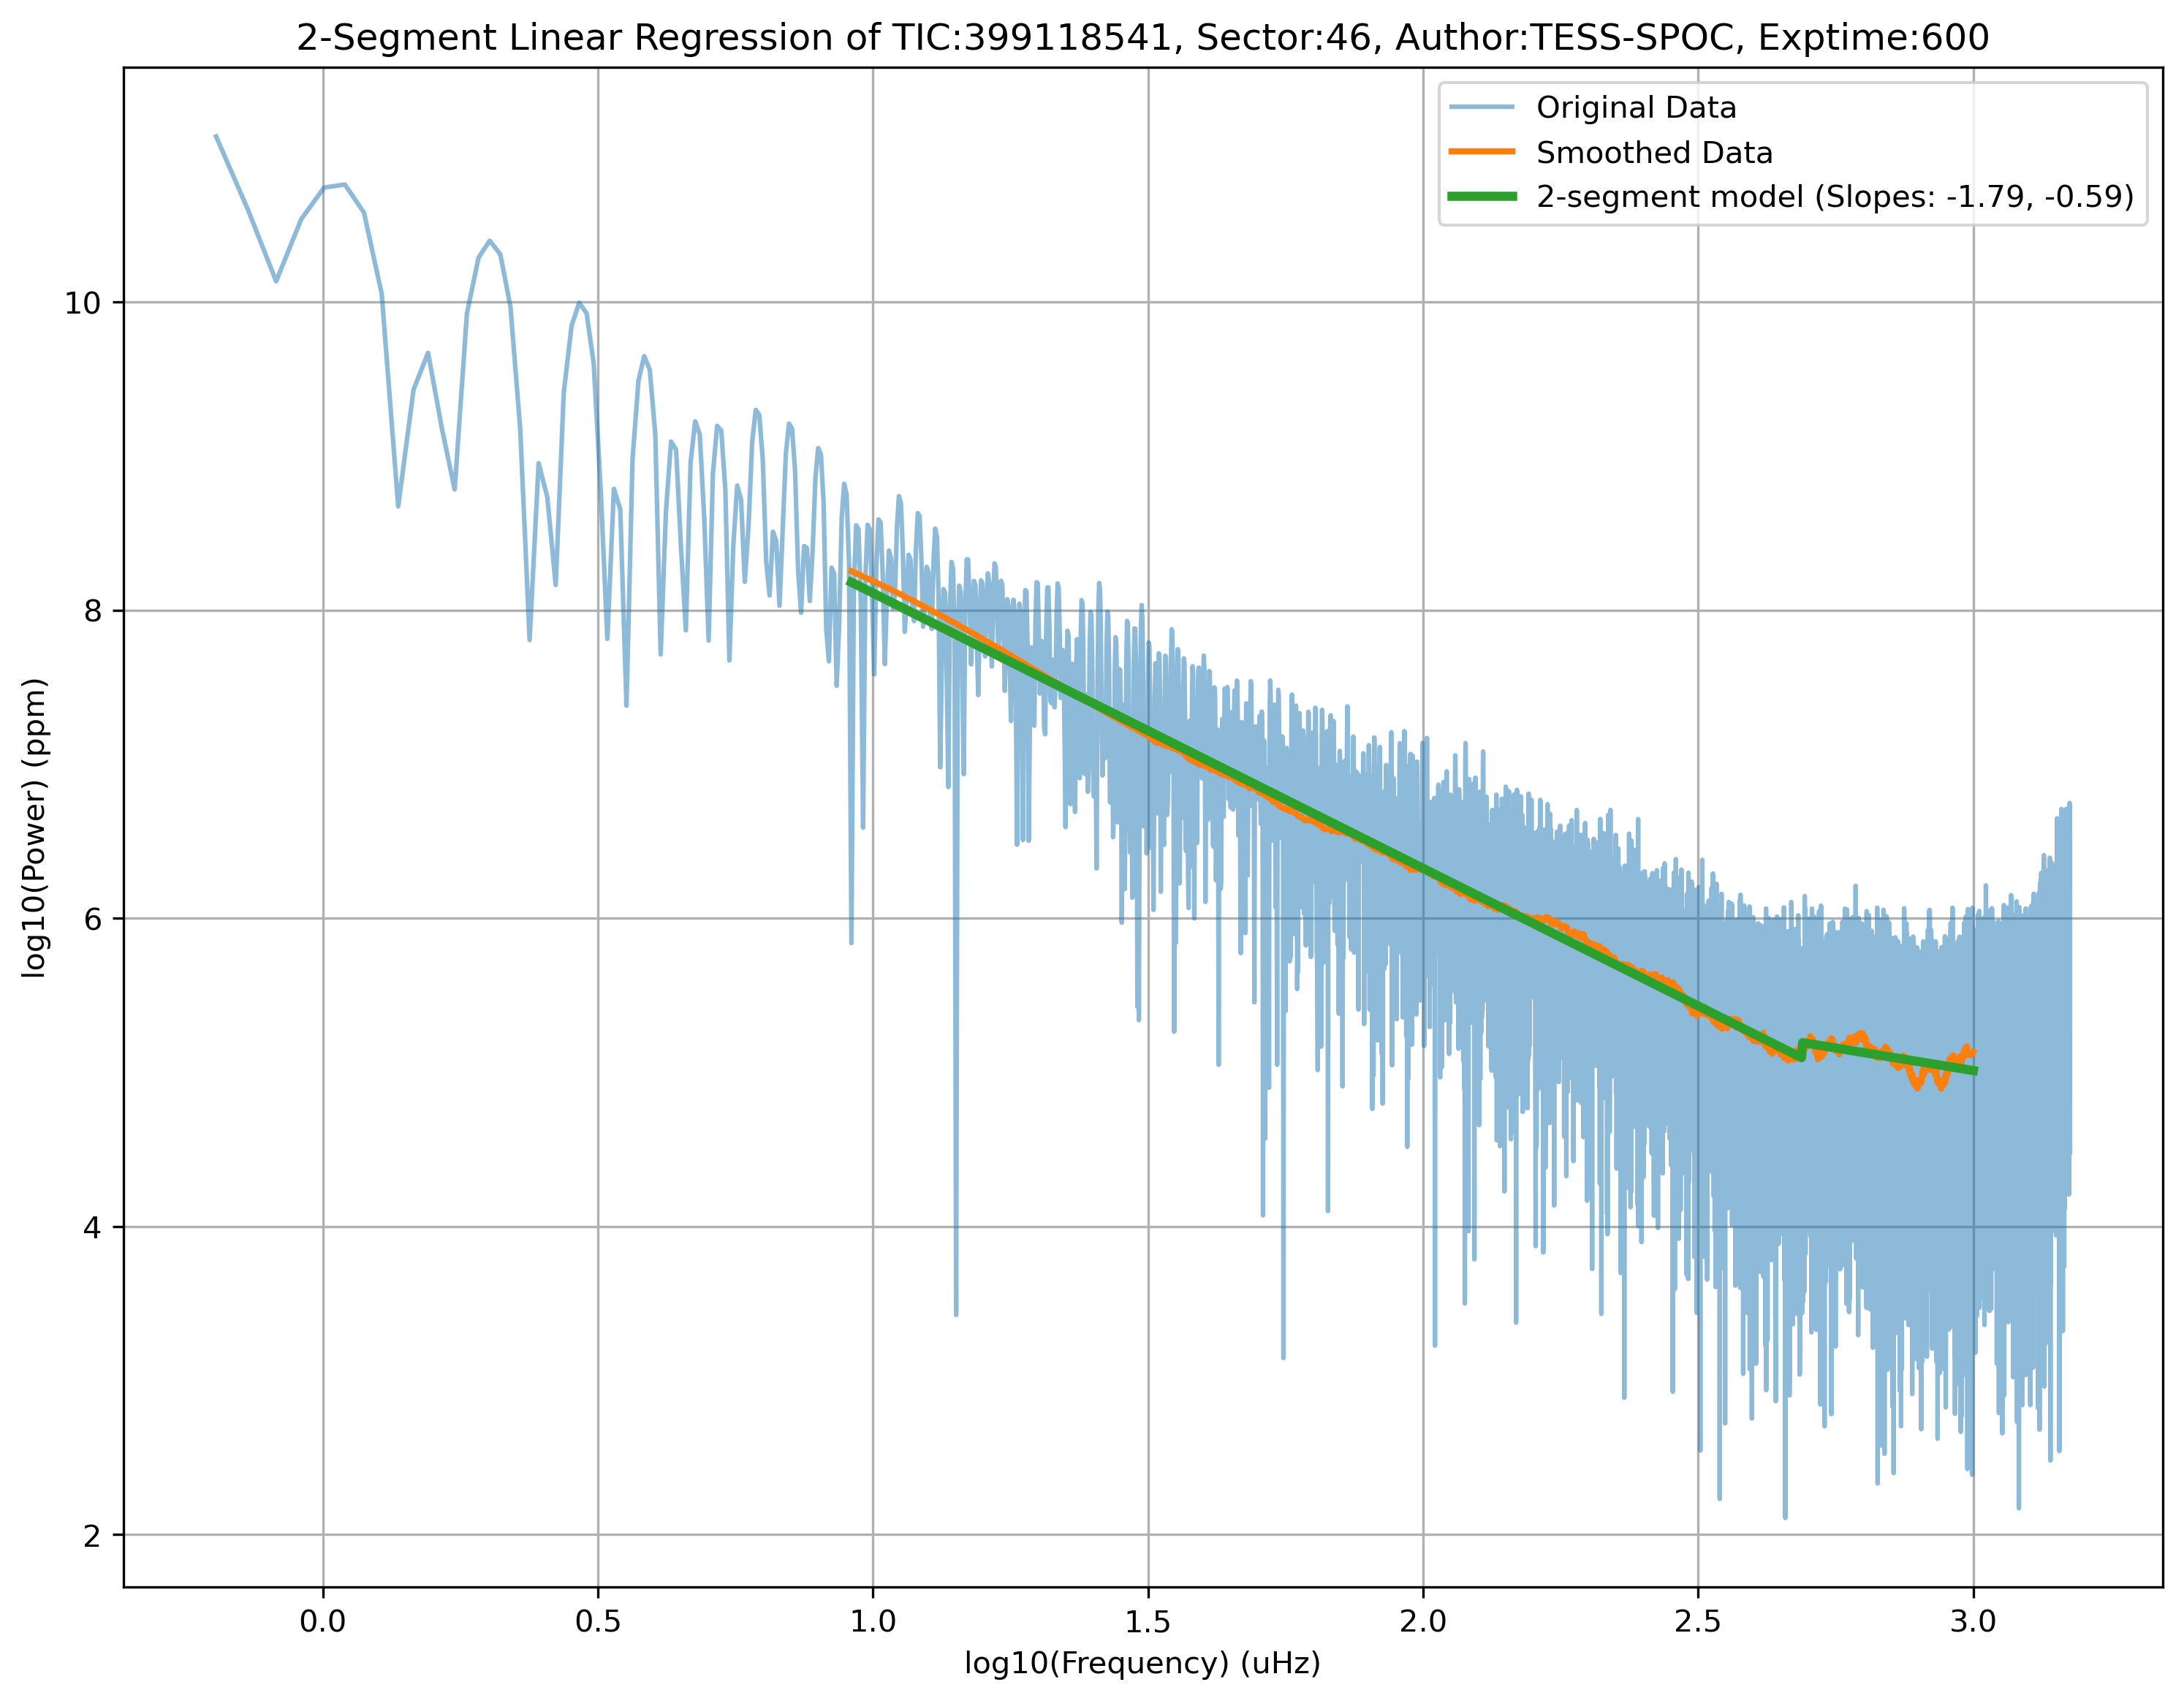 2-Segment Linear Regression of TIC:399118541, Sector:46, Author:TESS-SPOC, Exptime:600
Original Data
Smoothed Data
2-segment model (Slopes: -1.79, -0.59)
log10(Power) (ppm)
10
8
6
4
2
0.0 0.5 1.0 1.5 2.0 2.5 3.0
log10(Frequency) (uHz)